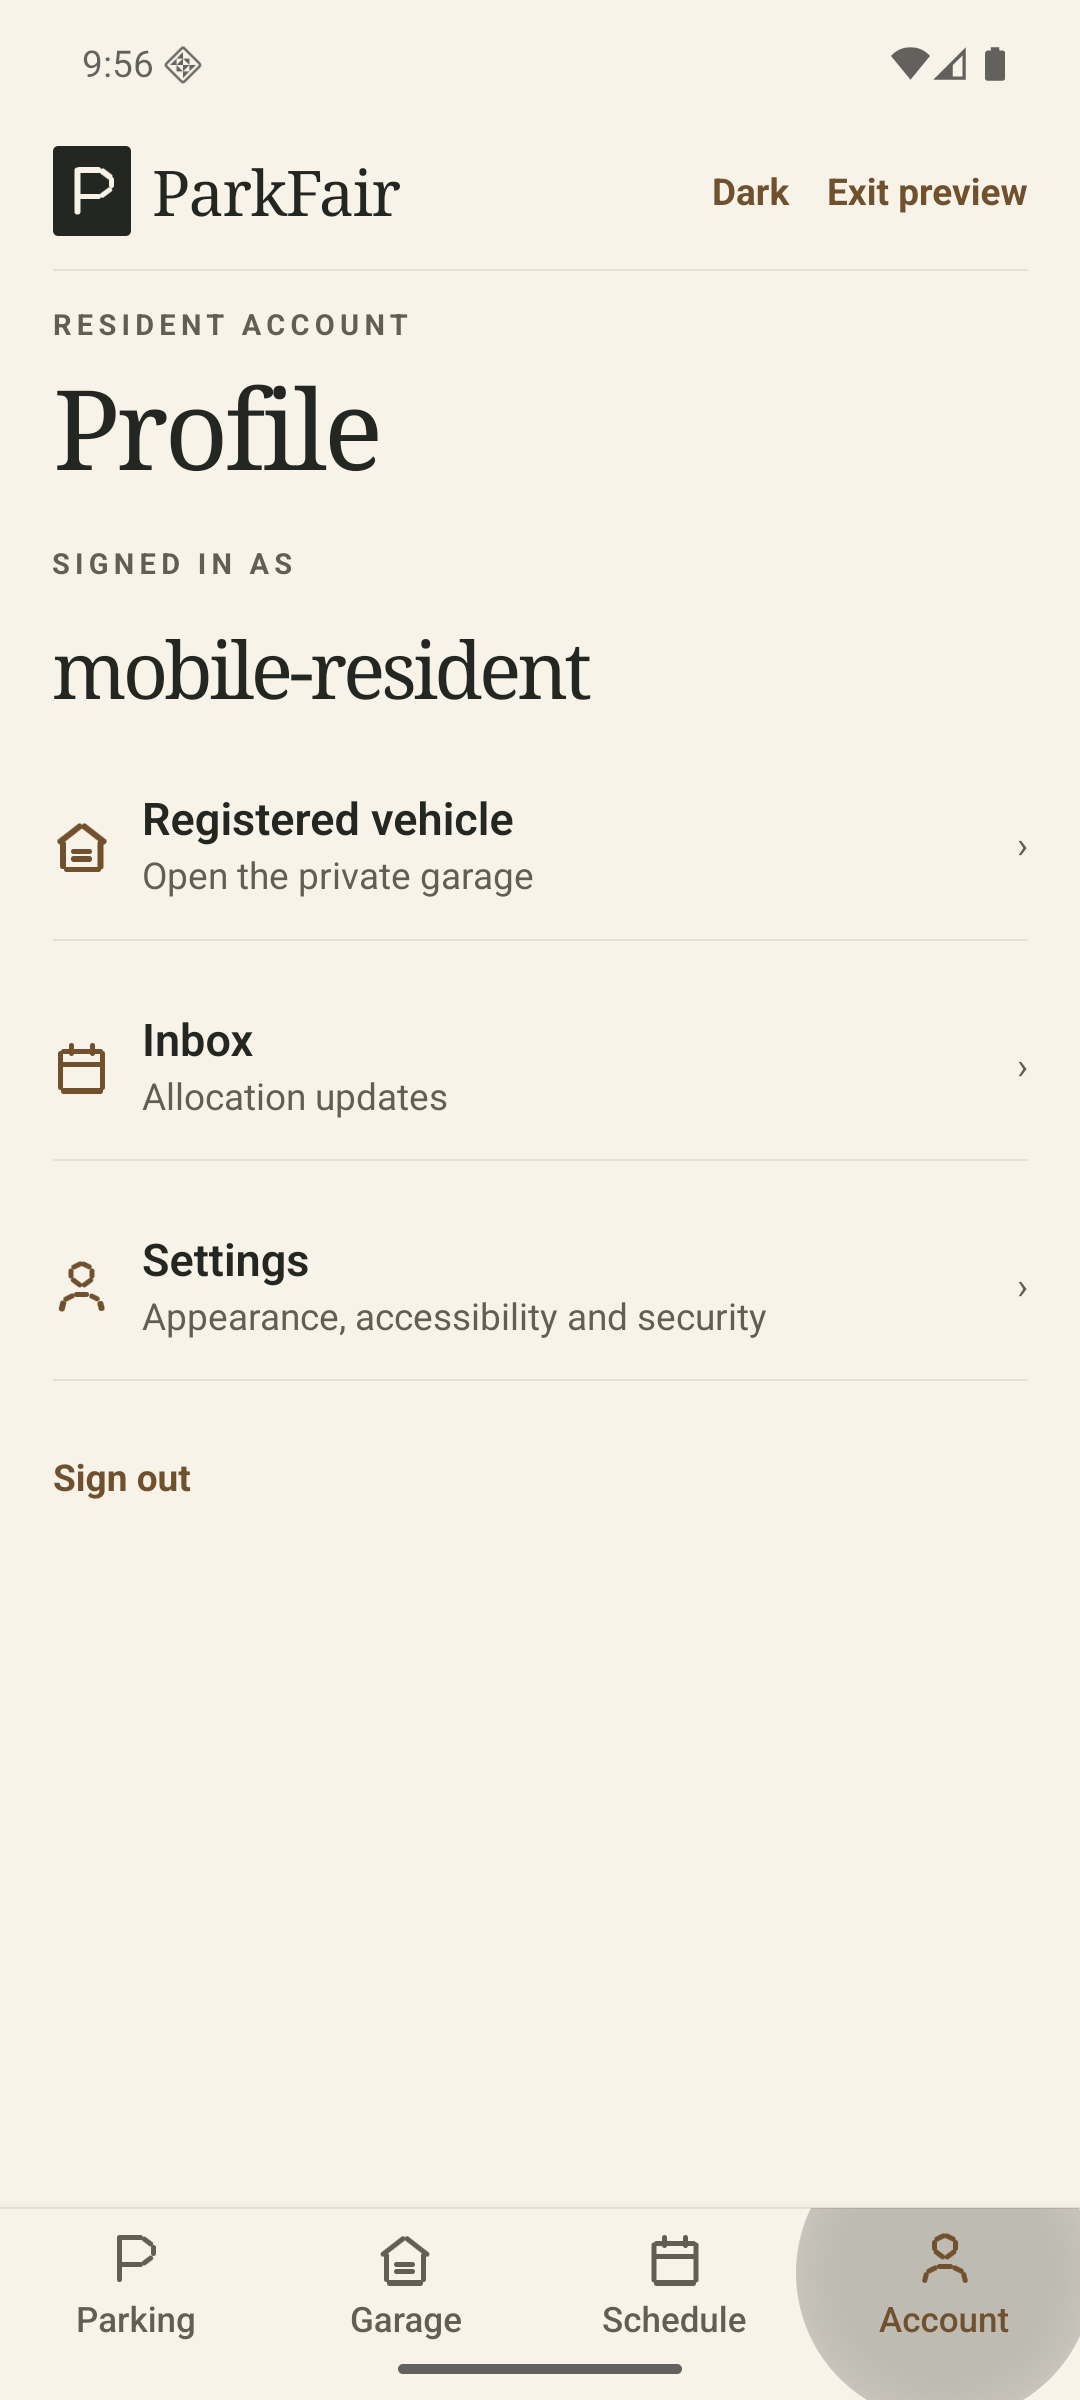 9:56
ParkFair
Dark Exit preview
RESIDENT ACCOUNT
Profile
SIGNED IN AS
mobile-resident
Registered vehicle
Open the private garage
Inbox
Allocation updates
Settings
Appearance, accessibility and security
Sign out
Parking Garage Schedule Account